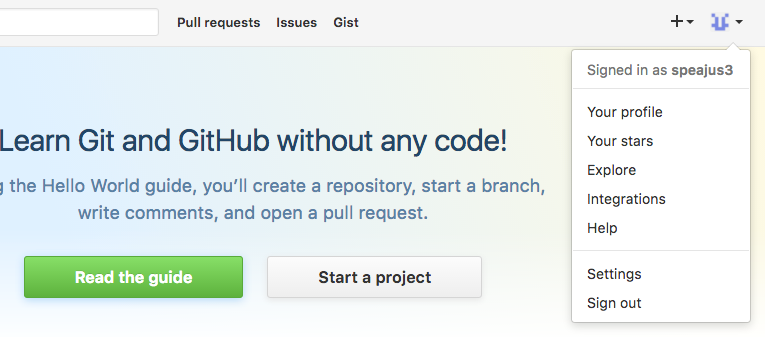 Pull requests Issues Gist
Signed in as speajus3
Your profile
Your stars
Explore
Integrations
Help
Settings
Sign out
Learn Git and GitHub without any code!
the Hello World guide, you’ll create a repository, start a branch,
write comments, and open a pull request.
Read the guide
Start a project